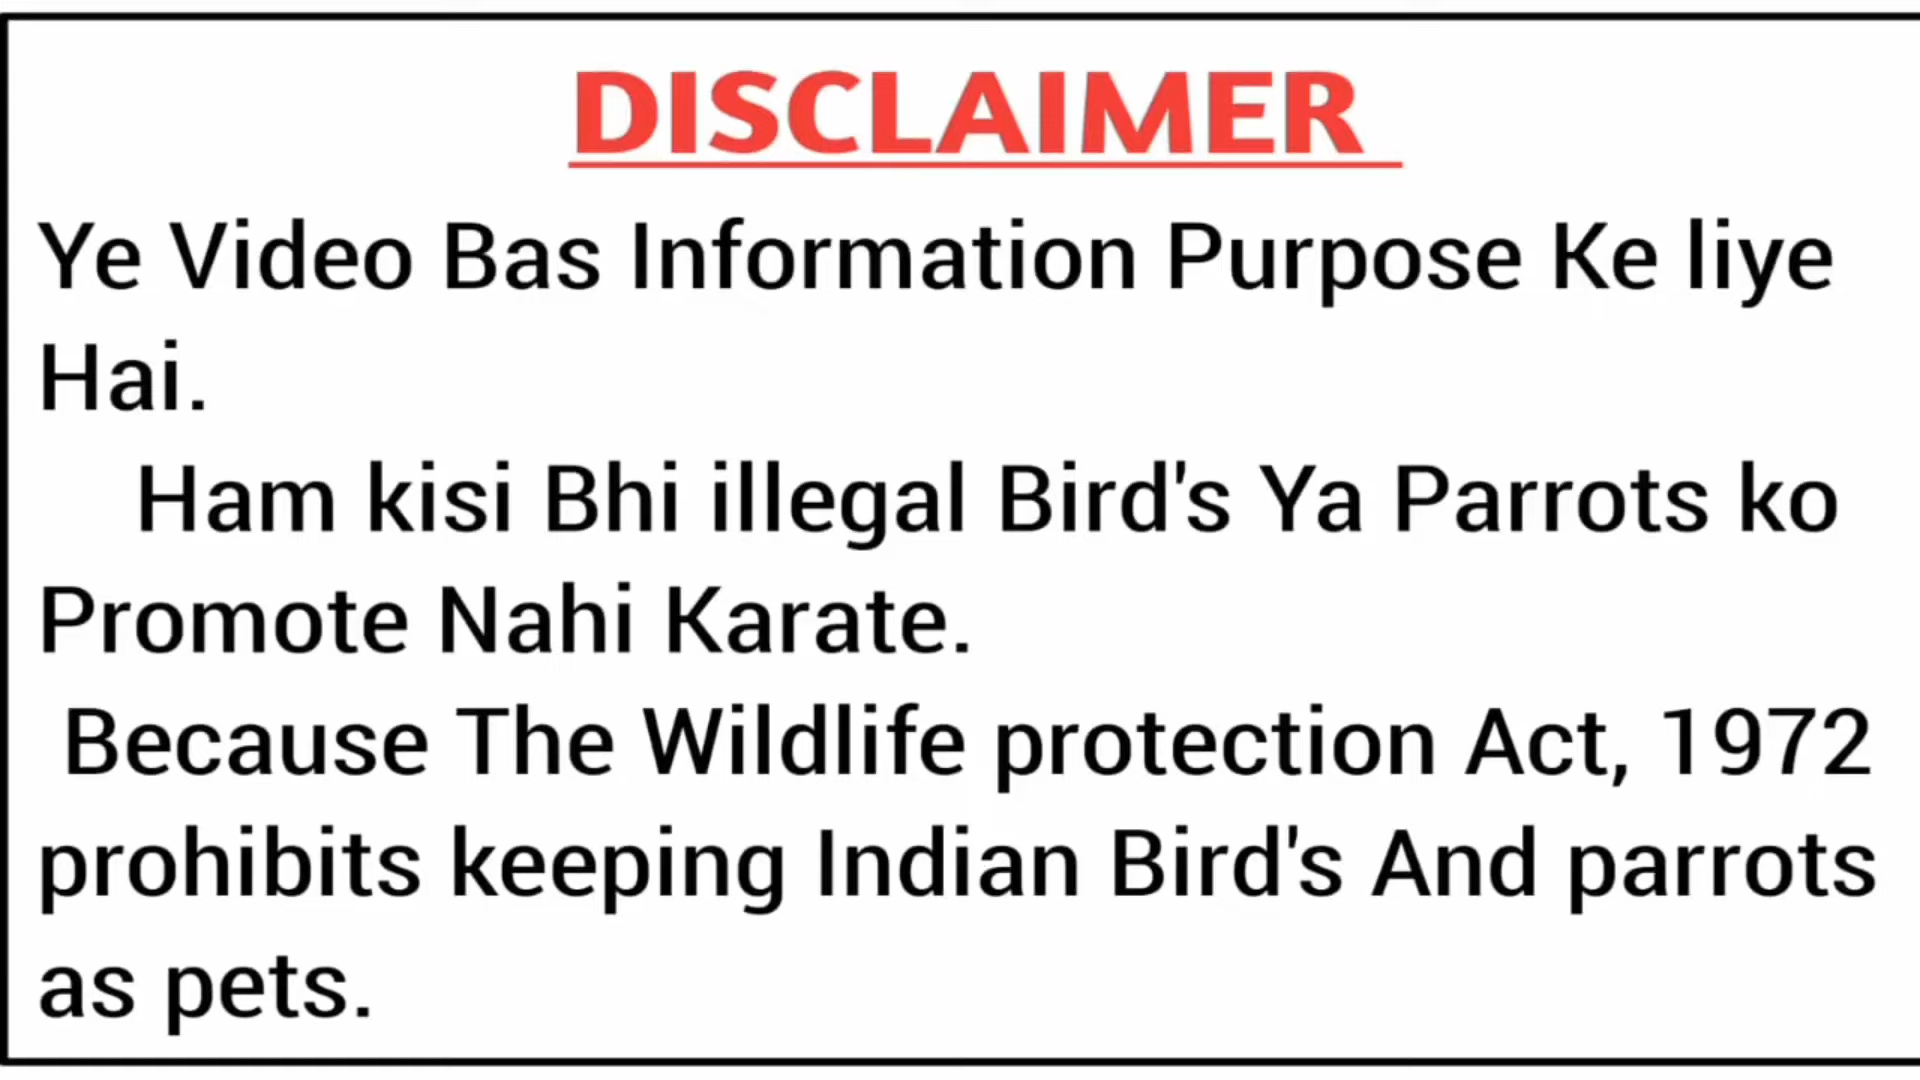 DISCLAIMER
Ye Video Bas Information Purpose Ke liye
Hai.
Ham kisi Bhi illegal Bird's Ya Parrots ko
Promote Nahi Karate.
Because The Wildlife protection Act, 1972
prohibits keeping Indian Bird's And parrots
as pets.